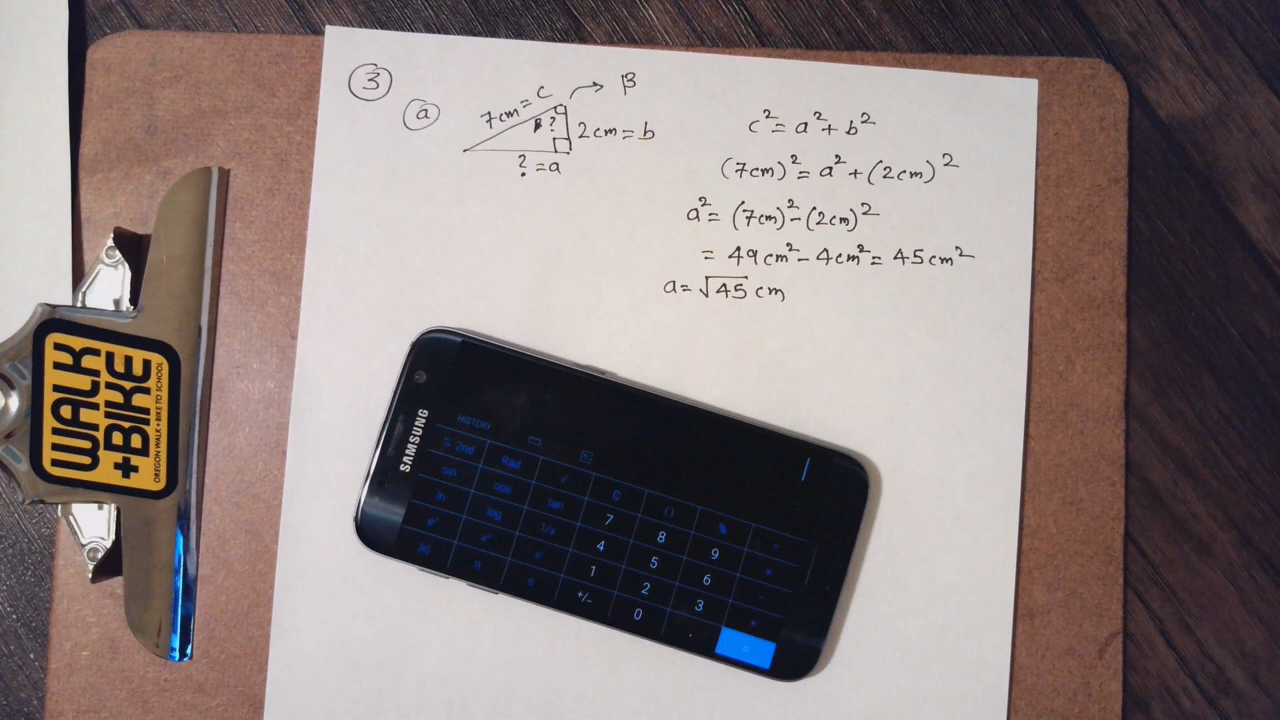 3
a
7cm = c → β
β ?
2cm = b
? = a
c² = a² + b²
(7cm)² = a² + (2cm)²
a² = (7cm)² - (2cm)²
= 49cm² - 4cm² = 45cm²
a = √45 cm
WALK
+BIKE
OREGON WALK+BIKE TO SCHOOL
SAMSUNG
HISTORY
2nd Rad √ C ( ) % ÷
sin cos tan 7 8 9 ×
ln log 1/x 4 5 6 −
eˣ x² 1 2 3 +
|x| π e +/- 0 . =